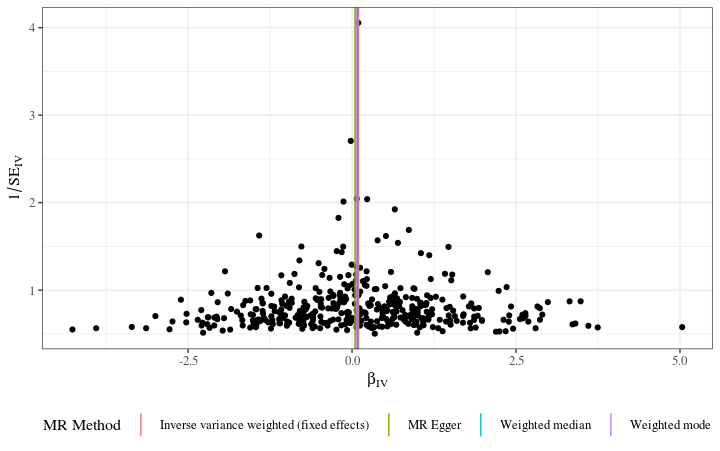 4
3
2
1
1/SE_IV
-2.5
0.0
2.5
5.0
β_IV
MR Method
Inverse variance weighted (fixed effects)
MR Egger
Weighted median
Weighted mode